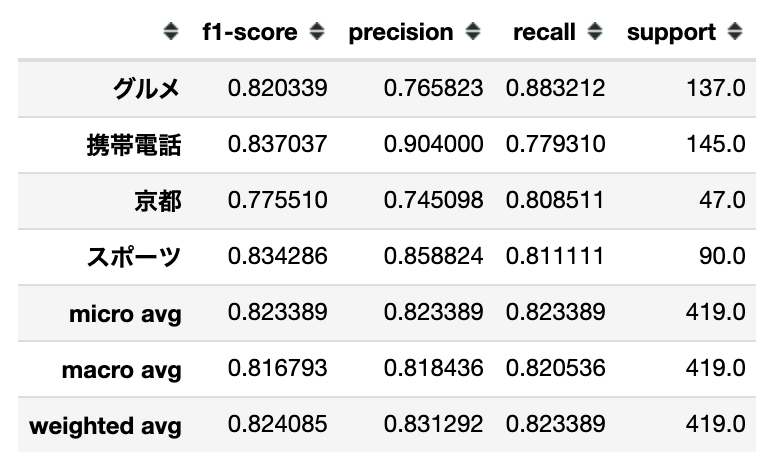 f1-score precision recall support
グルメ 0.820339 0.765823 0.883212 137.0
携帯電話 0.837037 0.904000 0.779310 145.0
京都 0.775510 0.745098 0.808511 47.0
スポーツ 0.834286 0.858824 0.811111 90.0
micro avg 0.823389 0.823389 0.823389 419.0
macro avg 0.816793 0.818436 0.820536 419.0
weighted avg 0.824085 0.831292 0.823389 419.0